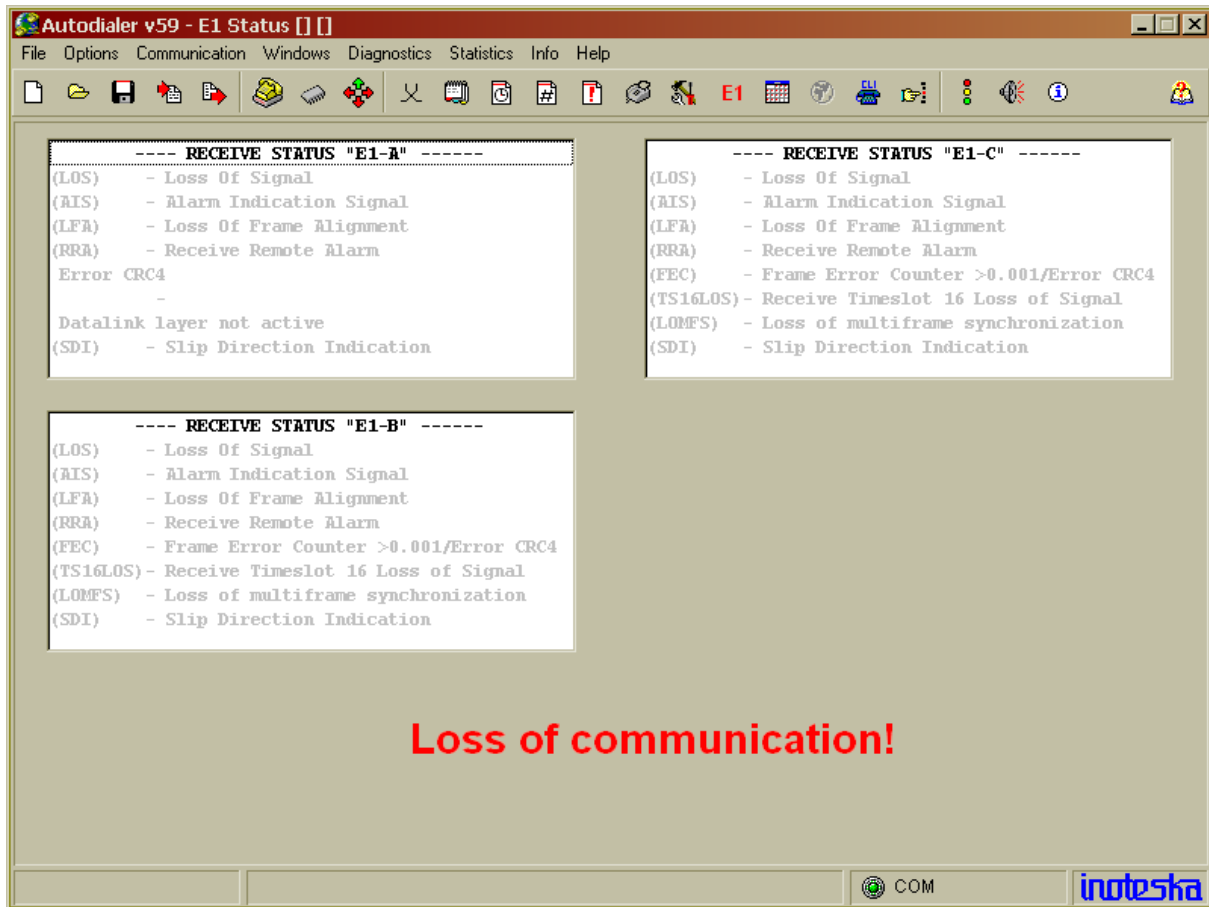 Autodialer v59 - E1 Status [] []
File Options Communication Windows Diagnostics Statistics Info Help
E1
---- RECEIVE STATUS "E1-A" ------
(LOS) - Loss Of Signal
(AIS) - Alarm Indication Signal
(LFA) - Loss Of Frame Alignment
(RRA) - Receive Remote Alarm
Error CRC4
-
Datalink layer not active
(SDI) - Slip Direction Indication
---- RECEIVE STATUS "E1-C" ------
(LOS) - Loss Of Signal
(AIS) - Alarm Indication Signal
(LFA) - Loss Of Frame Alignment
(RRA) - Receive Remote Alarm
(FEC) - Frame Error Counter >0.001/Error CRC4
(TS16LOS) - Receive Timeslot 16 Loss of Signal
(LOMFS) - Loss of multiframe synchronization
(SDI) - Slip Direction Indication
---- RECEIVE STATUS "E1-B" ------
(LOS) - Loss Of Signal
(AIS) - Alarm Indication Signal
(LFA) - Loss Of Frame Alignment
(RRA) - Receive Remote Alarm
(FEC) - Frame Error Counter >0.001/Error CRC4
(TS16LOS) - Receive Timeslot 16 Loss of Signal
(LOMFS) - Loss of multiframe synchronization
(SDI) - Slip Direction Indication
Loss of communication!
COM
inoteska